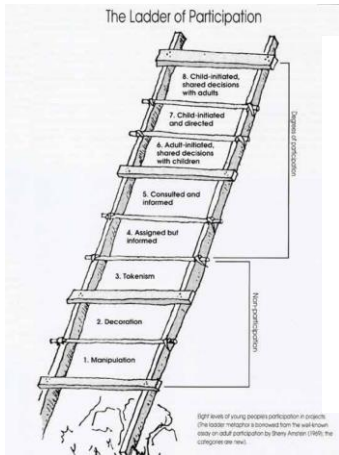 The Ladder of Participation
8. Child-initiated,
shared decisions
with adults
7. Child-initiated
and directed
6. Adult-initiated,
shared decisions
with children
5. Consulted and
informed
4. Assigned but
informed
3. Tokenism
2. Decoration
1. Manipulation
Degrees of participation
Non-participation
Eight levels of young people's participation in projects.
(The ladder metaphor is borrowed from the well-known
essay on adult participation by Sherry Arnstein (1969); the
categories are new).